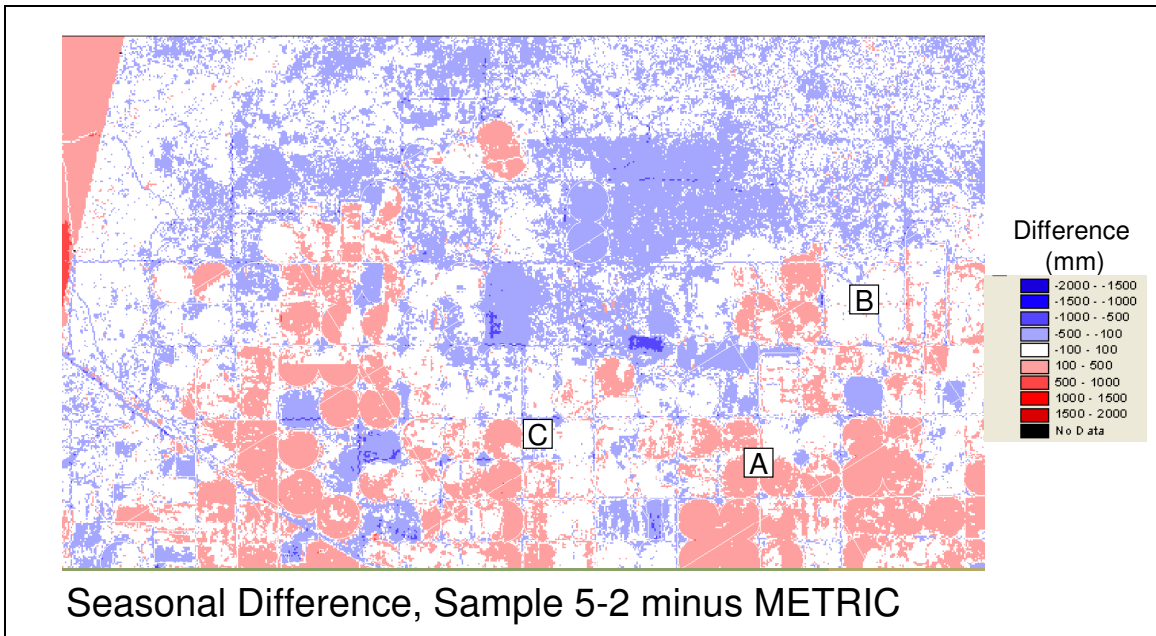 B
C
A
Difference
(mm)
-2000 - -1500
-1500 - -1000
-1000 - -500
-500 - -100
-100 - 100
100 - 500
500 - 1000
1000 - 1500
1500 - 2000
No Data
Seasonal Difference, Sample 5-2 minus METRIC